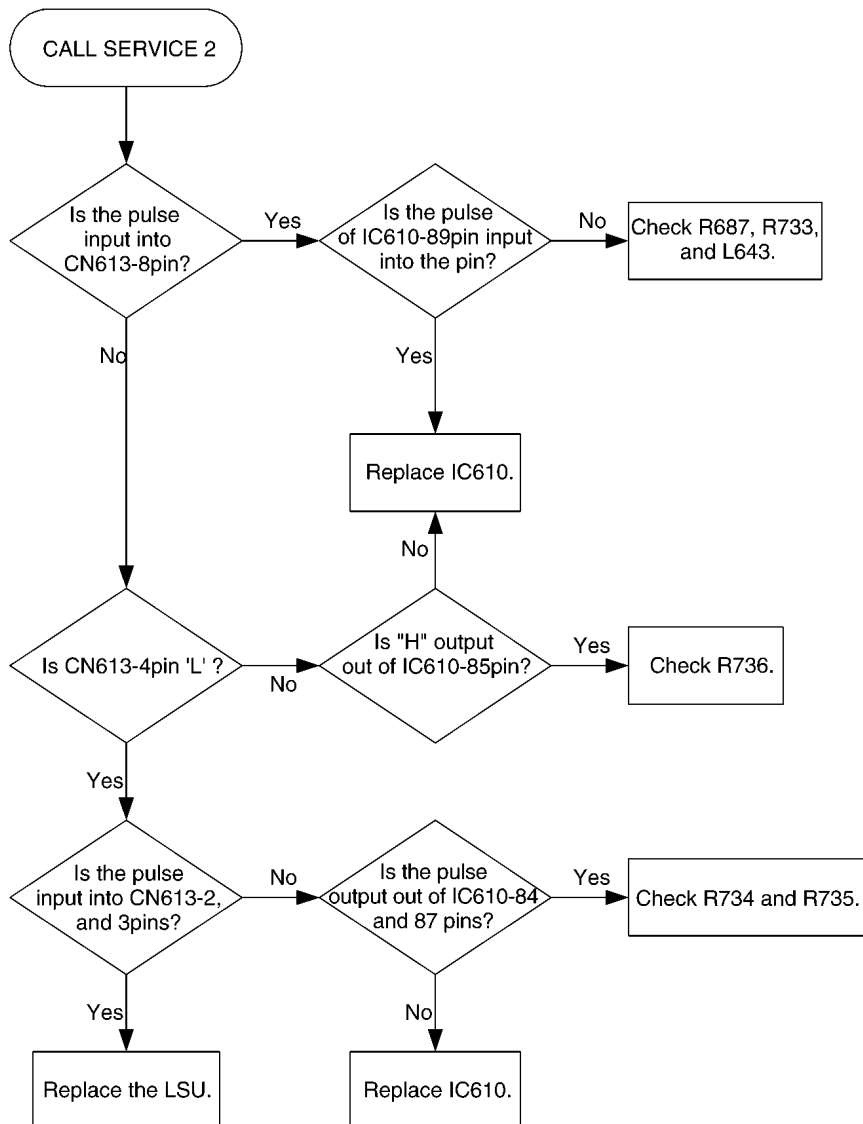 CALL SERVICE 2
Is the pulse
input into
CN613-8pin?
Yes
Is the pulse
of IC610-89pin input
into the pin?
No
Check R687, R733,
and L643.
No
Yes
Replace IC610.
No
Is CN613-4pin 'L' ?
No
Is "H" output
out of IC610-85pin?
Yes
Check R736.
Yes
Is the pulse
input into CN613-2,
and 3pins?
No
Is the pulse
output out of IC610-84
and 87 pins?
Yes
Check R734 and R735.
Yes
No
Replace the LSU.
Replace IC610.